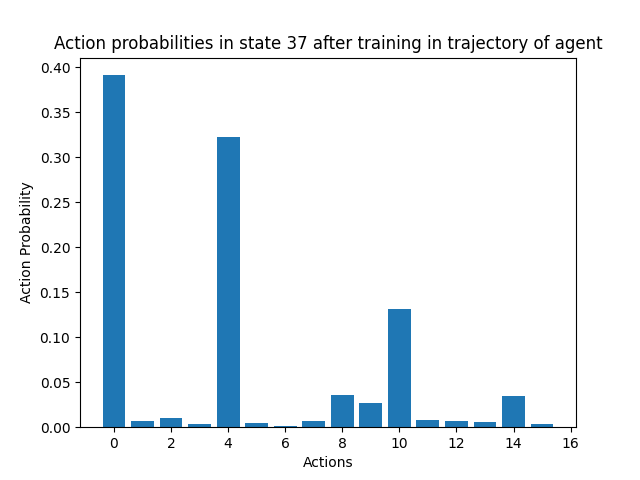 Action probabilities in state 37 after training in trajectory of agent
0.40
0.35
0.30
0.25
0.20
0.15
0.10
0.05
0.00
Action Probability
0 2 4 6 8 10 12 14 16
Actions